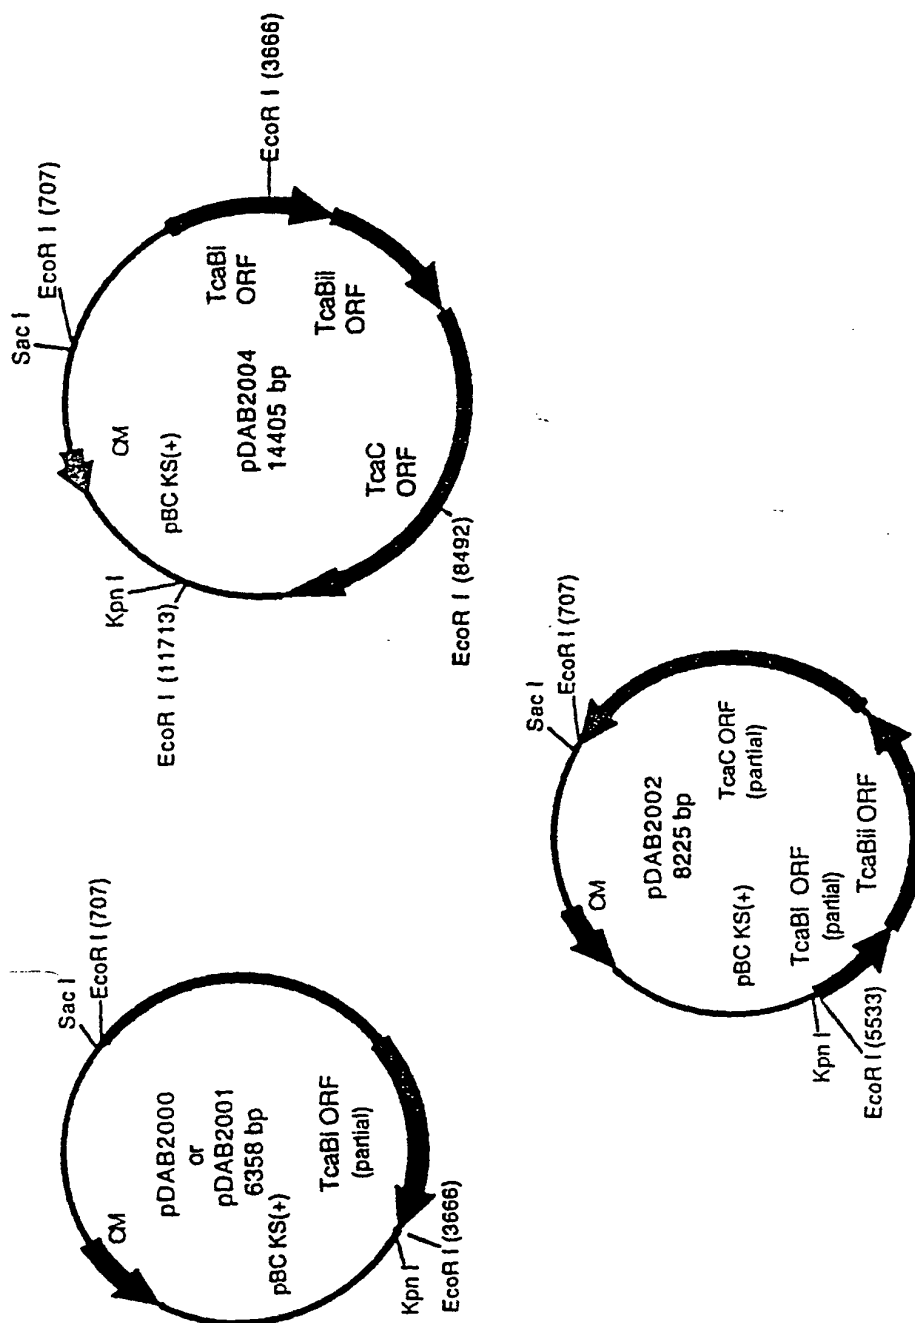 Sac I
EcoR I (707)
CM
pDAB2000
or
pDAB2001
6358 bp
pBC KS(+)
TcaBi ORF
(partial)
Kpn I
EcoR I (3666)
Sac I
EcoR I (707)
CM
pBC KS(+)
pDAB2004
14405 bp
TcaBi
ORF
TcaBii
ORF
TcaC
ORF
EcoR I (3666)
Kpn I
EcoR I (11713)
EcoR I (8492)
Sac I
EcoR I (707)
CM
pDAB2002
8225 bp
pBC KS(+)
TcaC ORF
(partial)
TcaBi ORF
(partial)
TcaBii ORF
Kpn I
EcoR I (5533)